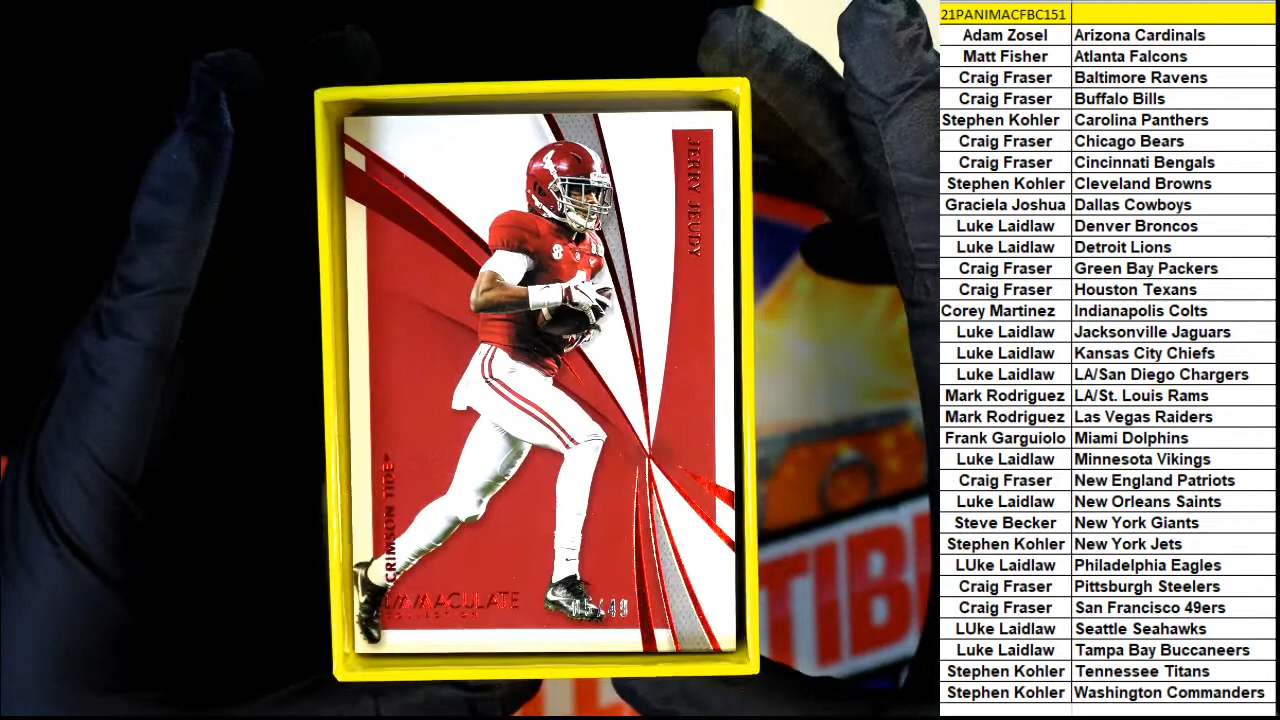 JERRY JEUDY
CRIMSON TIDE
IMMACULATE
COLLECTION
TIB
21PANIMACFBC151
Adam Zosel Arizona Cardinals
Matt Fisher Atlanta Falcons
Craig Fraser Baltimore Ravens
Craig Fraser Buffalo Bills
Stephen Kohler Carolina Panthers
Craig Fraser Chicago Bears
Craig Fraser Cincinnati Bengals
Stephen Kohler Cleveland Browns
Graciela Joshua Dallas Cowboys
Luke Laidlaw Denver Broncos
Luke Laidlaw Detroit Lions
Craig Fraser Green Bay Packers
Craig Fraser Houston Texans
Corey Martinez Indianapolis Colts
Luke Laidlaw Jacksonville Jaguars
Luke Laidlaw Kansas City Chiefs
Luke Laidlaw LA/San Diego Chargers
Mark Rodriguez LA/St. Louis Rams
Mark Rodriguez Las Vegas Raiders
Frank Garguiolo Miami Dolphins
Luke Laidlaw Minnesota Vikings
Craig Fraser New England Patriots
Luke Laidlaw New Orleans Saints
Steve Becker New York Giants
Stephen Kohler New York Jets
LUke Laidlaw Philadelphia Eagles
Craig Fraser Pittsburgh Steelers
Craig Fraser San Francisco 49ers
LUke Laidlaw Seattle Seahawks
Luke Laidlaw Tampa Bay Buccaneers
Stephen Kohler Tennessee Titans
Stephen Kohler Washington Commanders